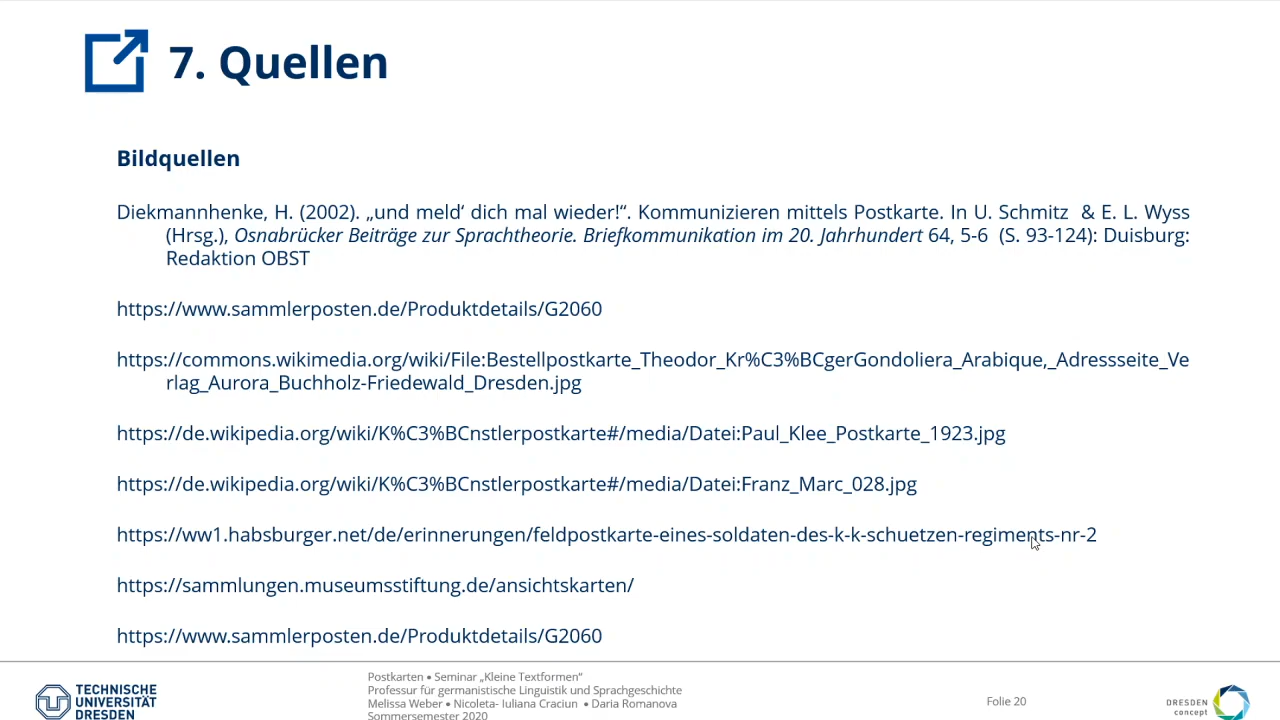 7. Quellen
Bildquellen
Diekmannhenke, H. (2002). „und meld‘ dich mal wieder!“. Kommunizieren mittels Postkarte. In U. Schmitz & E. L. Wyss
(Hrsg.), Osnabrücker Beiträge zur Sprachtheorie. Briefkommunikation im 20. Jahrhundert 64, 5-6 (S. 93-124): Duisburg:
Redaktion OBST
https://www.sammlerposten.de/Produktdetails/G2060
https://commons.wikimedia.org/wiki/File:Bestellpostkarte_Theodor_Kr%C3%BCgerGondoliera_Arabique,_Adressseite_Ve
rlag_Aurora_Buchholz-Friedewald_Dresden.jpg
https://de.wikipedia.org/wiki/K%C3%BCnstlerpostkarte#/media/Datei:Paul_Klee_Postkarte_1923.jpg
https://de.wikipedia.org/wiki/K%C3%BCnstlerpostkarte#/media/Datei:Franz_Marc_028.jpg
https://ww1.habsburger.net/de/erinnerungen/feldpostkarte-eines-soldaten-des-k-k-schuetzen-regiments-nr-2
https://sammlungen.museumsstiftung.de/ansichtskarten/
https://www.sammlerposten.de/Produktdetails/G2060
TECHNISCHE
UNIVERSITÄT
DRESDEN
Postkarten • Seminar „Kleine Textformen“
Professur für germanistische Linguistik und Sprachgeschichte
Melissa Weber • Nicoleta- Iuliana Craciun • Daria Romanova
Sommersemester 2020
Folie 20
DRESDEN
concept